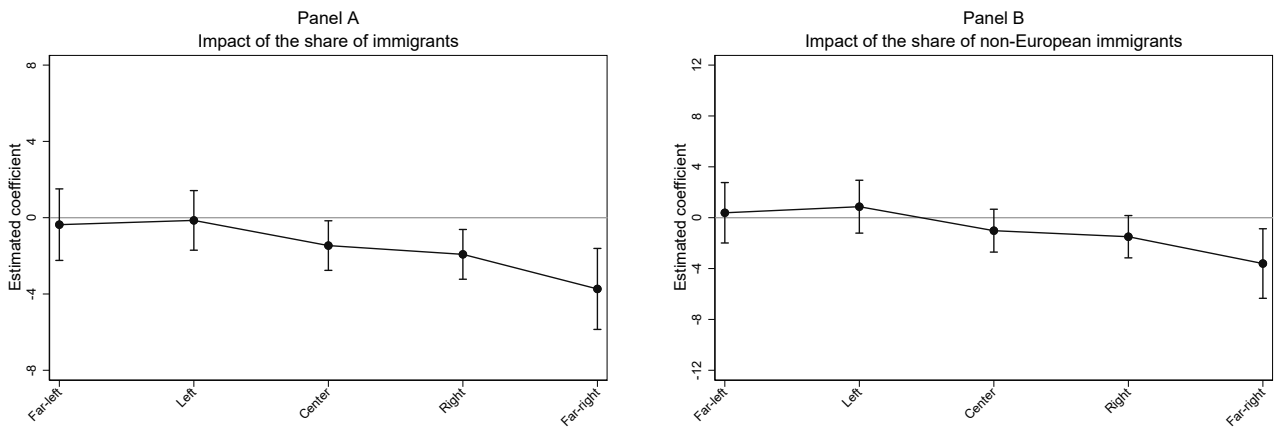 Panel A
Impact of the share of immigrants
Estimated coefficient
8
4
0
-4
-8
Far-left
Left
Center
Right
Far-right
Panel B
Impact of the share of non-European immigrants
Estimated coefficient
12
8
4
0
-4
-8
-12
Far-left
Left
Center
Right
Far-right